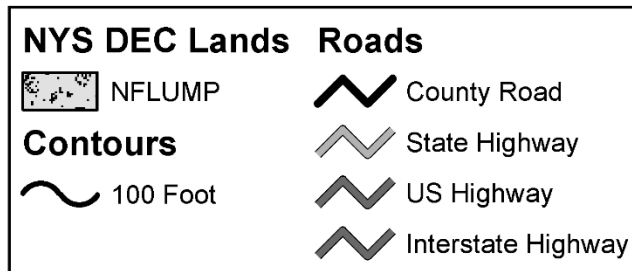 NYS DEC Lands
NFLUMP
Contours
100 Foot
Roads
County Road
State Highway
US Highway
Interstate Highway